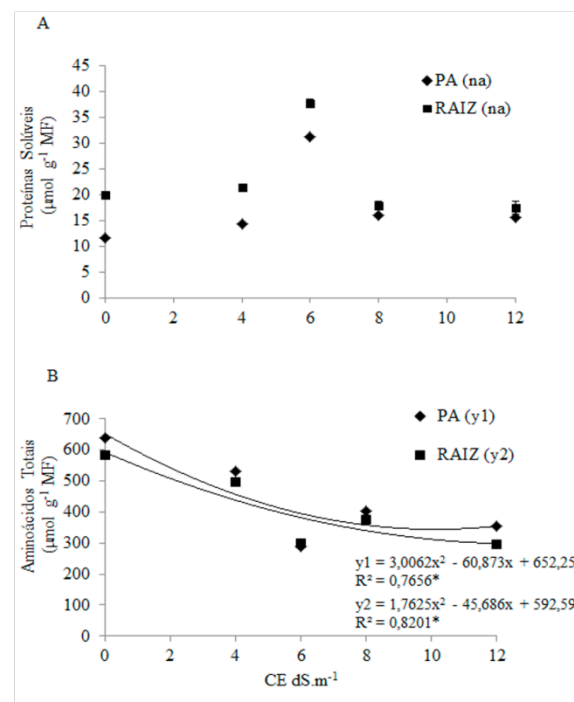 A
Proteínas Solúveis
(µmol g⁻¹ MF)
45
40
35
30
25
20
15
10
5
0
PA (na)
RAIZ (na)
0 2 4 6 8 10 12
B
Aminoácidos Totais
(µmol g⁻¹ MF)
700
600
500
400
300
200
100
0
PA (y1)
RAIZ (y2)
y1 = 3,0062x² - 60,873x + 652,25
R² = 0,7656*
y2 = 1,7625x² - 45,686x + 592,59
R² = 0,8201*
0 2 4 6 8 10 12
CE dS.m⁻¹